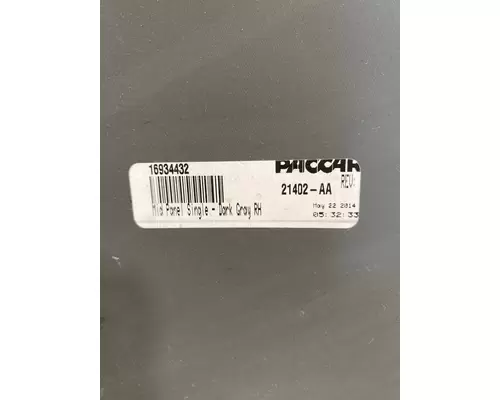 16934432
PACCAR
REV:
21402-AA
Mid Panel Single - Dark Gray RH
May 22 2014
05:32:33